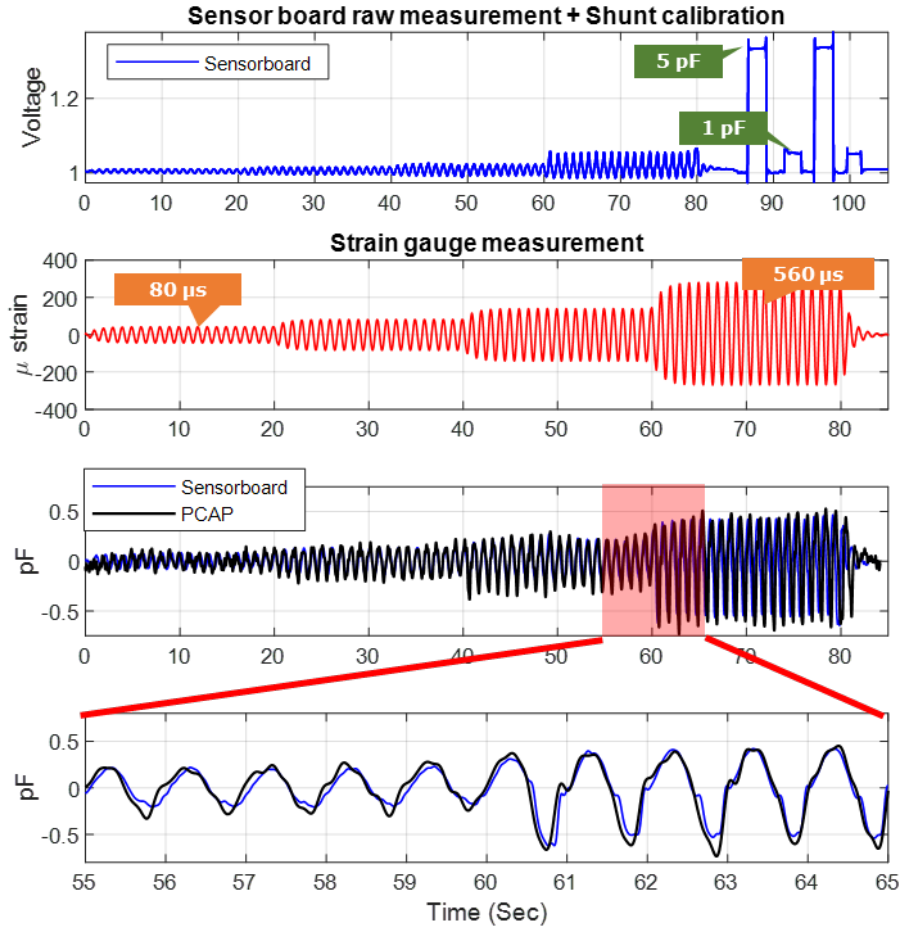 Sensor board raw measurement + Shunt calibration
Sensorboard
5 pF
1 pF
Voltage
1.2
1
0 10 20 30 40 50 60 70 80 90 100
Strain gauge measurement
80 µs
560 µs
μ strain
400
200
0
-200
-400
0 10 20 30 40 50 60 70 80
Sensorboard
PCAP
pF
0.5
0
-0.5
0 10 20 30 40 50 60 70 80
pF
0.5
0
-0.5
55 56 57 58 59 60 61 62 63 64 65
Time (Sec)